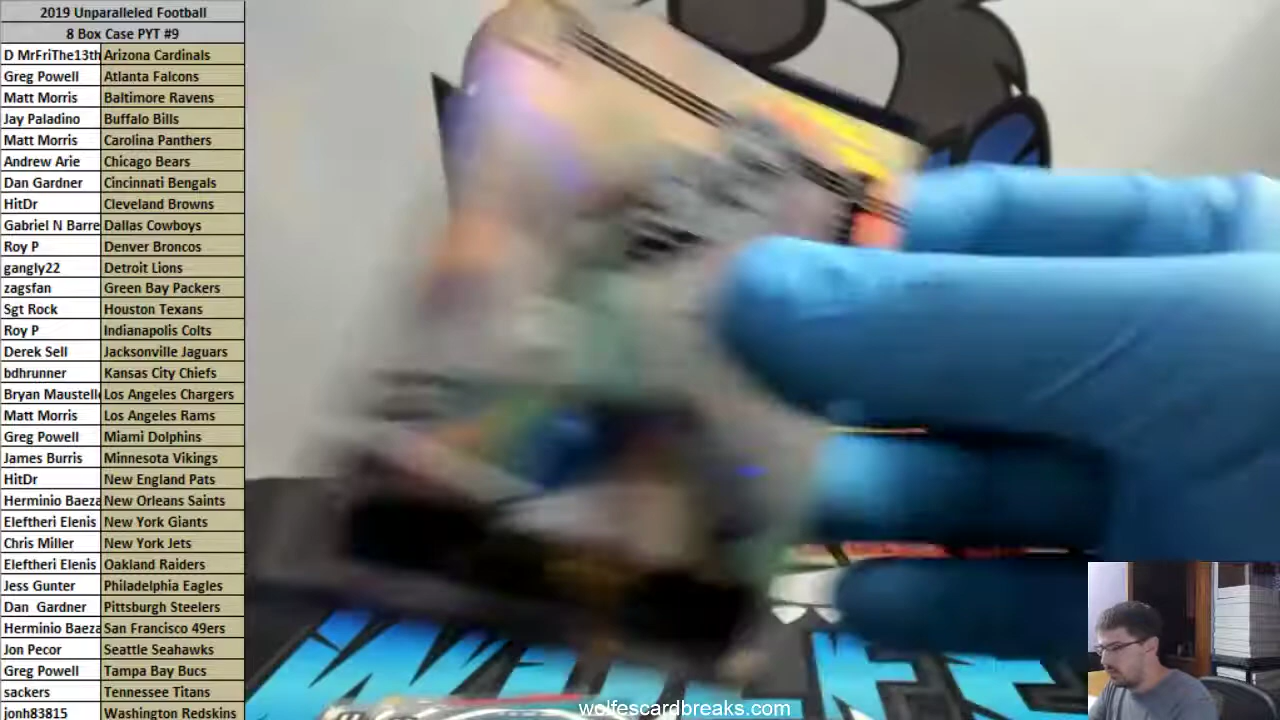 2019 Unparalleled Football
8 Box Case PYT #9
D MrFriThe13th Arizona Cardinals
Greg Powell Atlanta Falcons
Matt Morris Baltimore Ravens
Jay Paladino Buffalo Bills
Matt Morris Carolina Panthers
Andrew Arie Chicago Bears
Dan Gardner Cincinnati Bengals
HitDr Cleveland Browns
Gabriel N Barre Dallas Cowboys
Roy P Denver Broncos
gangly22 Detroit Lions
zagsfan Green Bay Packers
Sgt Rock Houston Texans
Roy P Indianapolis Colts
Derek Sell Jacksonville Jaguars
bdhrunner Kansas City Chiefs
Bryan Maustell Los Angeles Chargers
Matt Morris Los Angeles Rams
Greg Powell Miami Dolphins
James Burris Minnesota Vikings
HitDr New England Pats
Herminio Baeza New Orleans Saints
Eleftheri Elenis New York Giants
Chris Miller New York Jets
Eleftheri Elenis Oakland Raiders
Jess Gunter Philadelphia Eagles
Dan Gardner Pittsburgh Steelers
Herminio Baeza San Francisco 49ers
Jon Pecor Seattle Seahawks
Greg Powell Tampa Bay Bucs
sackers Tennessee Titans
jonh83815 Washington Redskins
wolfescardbreaks.com